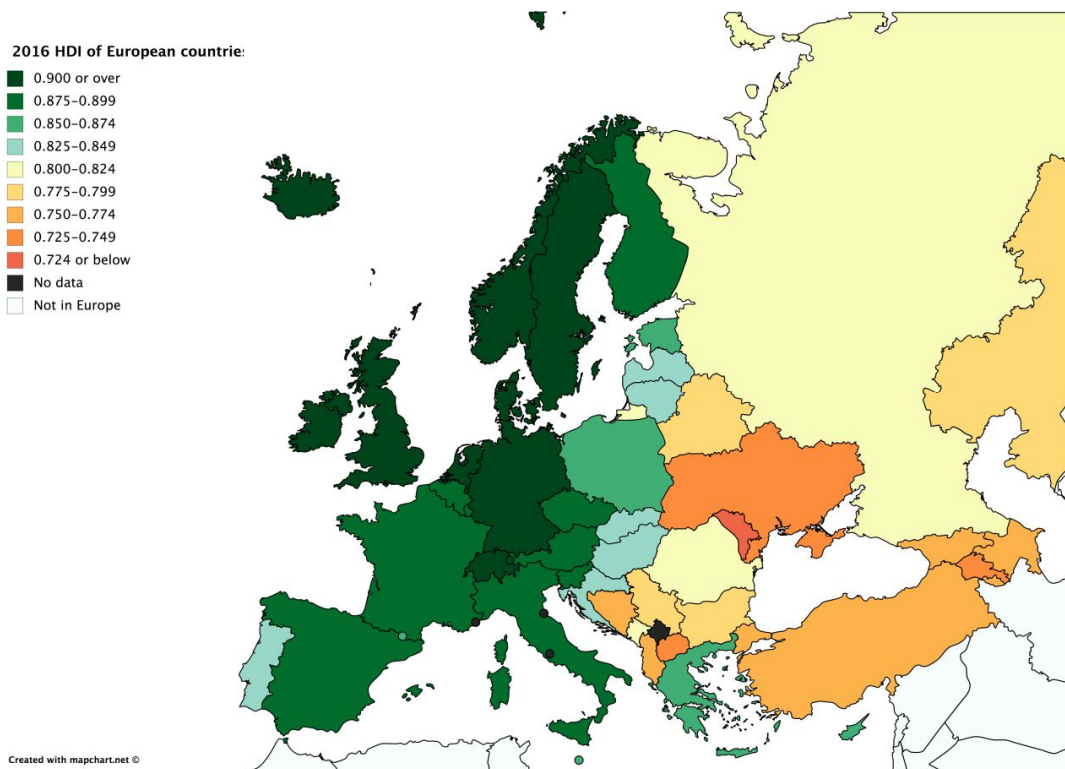 2016 HDI of European countrie:
0.900 or over
0.875–0.899
0.850–0.874
0.825–0.849
0.800–0.824
0.775–0.799
0.750–0.774
0.725–0.749
0.724 or below
No data
Not in Europe
Created with mapchart.net ©